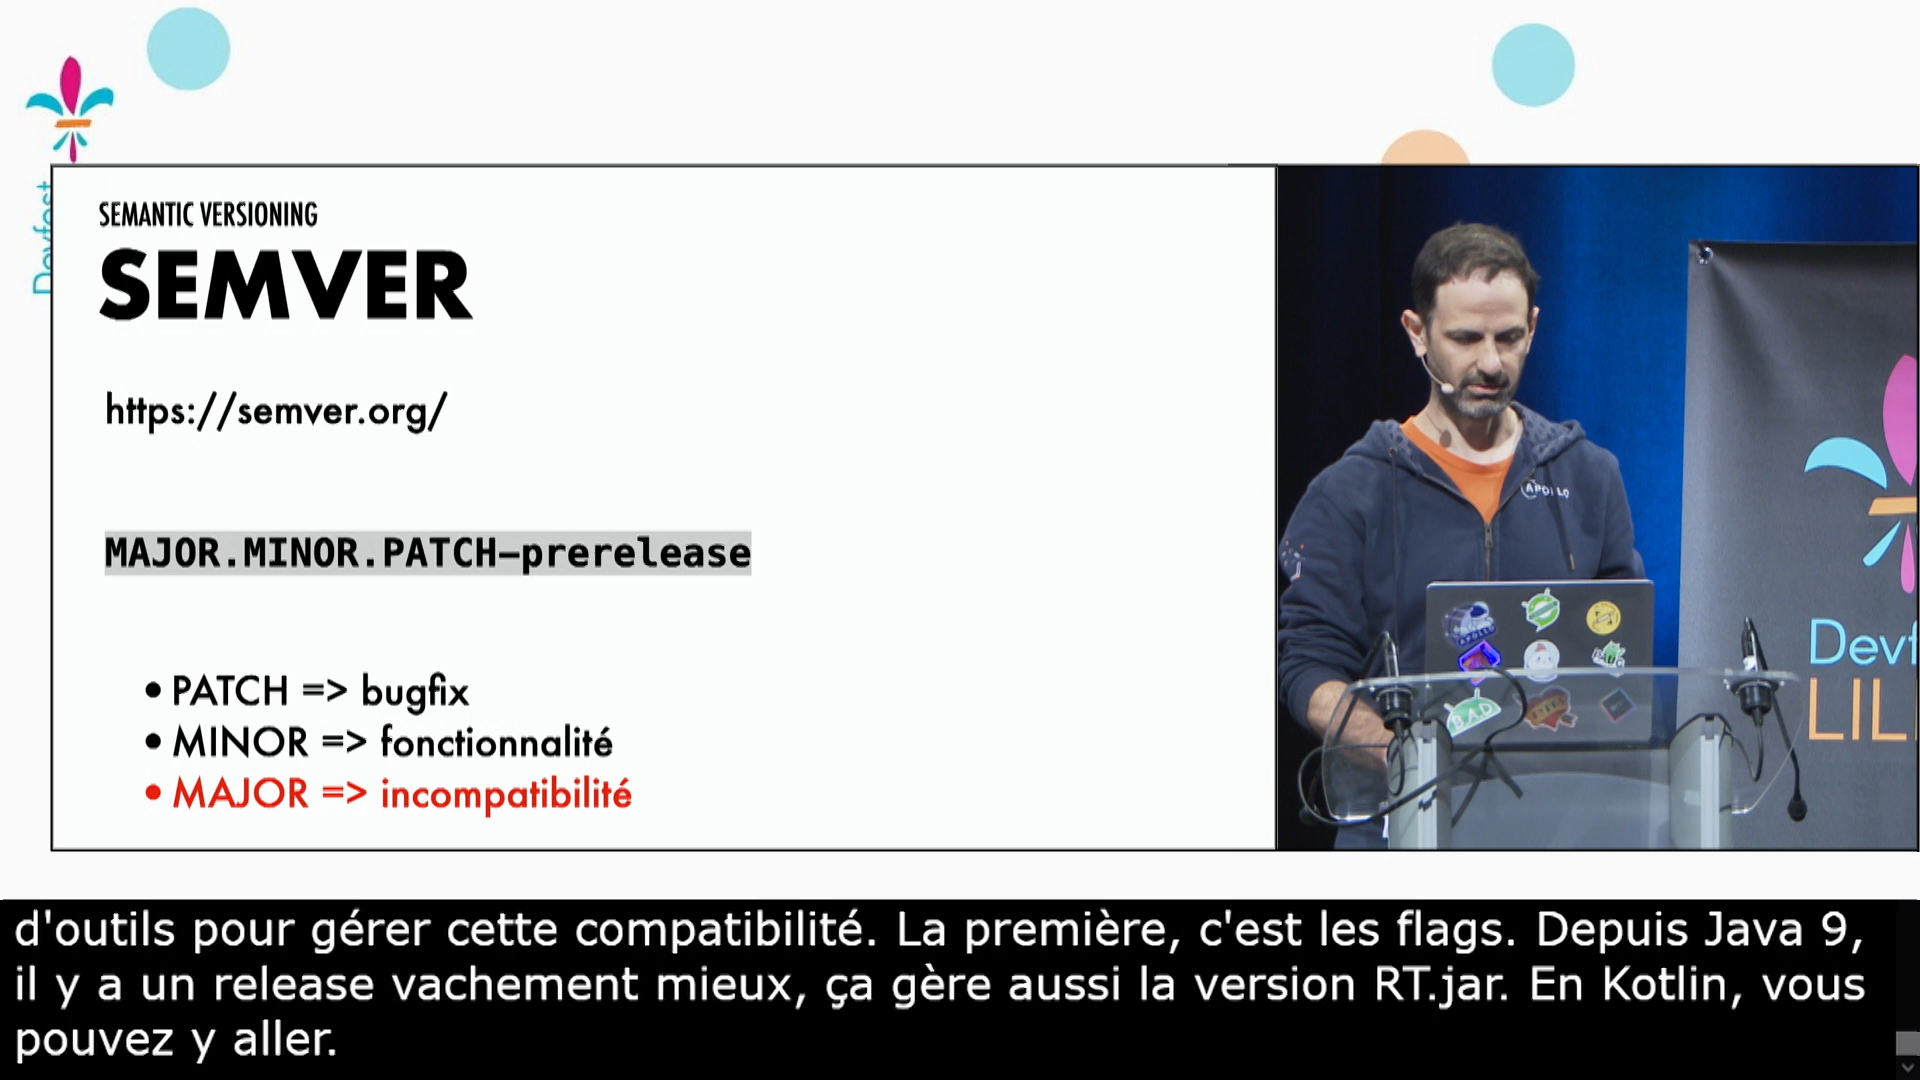 Devfest
SEMANTIC VERSIONING
SEMVER
https://semver.org/
MAJOR.MINOR.PATCH-prerelease
• PATCH => bugfix
• MINOR => fonctionnalité
• MAJOR => incompatibilité
APOLLO
APOLLO
B.A.D
Devf
LIL
d'outils pour gérer cette compatibilité. La première, c'est les flags. Depuis Java 9,
il y a un release vachement mieux, ça gère aussi la version RT.jar. En Kotlin, vous
pouvez y aller.